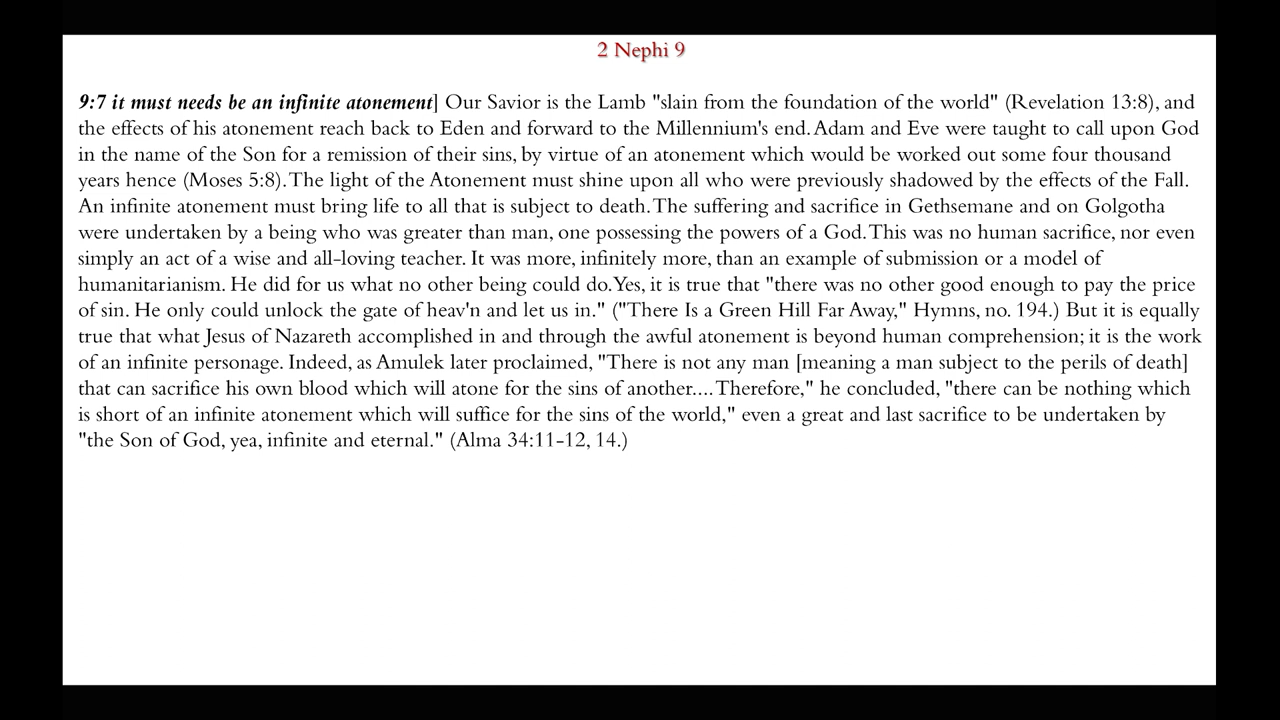 2 Nephi 9
9:7 it must needs be an infinite atonement] Our Savior is the Lamb "slain from the foundation of the world" (Revelation 13:8), and
the effects of his atonement reach back to Eden and forward to the Millennium's end. Adam and Eve were taught to call upon God
in the name of the Son for a remission of their sins, by virtue of an atonement which would be worked out some four thousand
years hence (Moses 5:8). The light of the Atonement must shine upon all who were previously shadowed by the effects of the Fall.
An infinite atonement must bring life to all that is subject to death. The suffering and sacrifice in Gethsemane and on Golgotha
were undertaken by a being who was greater than man, one possessing the powers of a God. This was no human sacrifice, nor even
simply an act of a wise and all-loving teacher. It was more, infinitely more, than an example of submission or a model of
humanitarianism. He did for us what no other being could do. Yes, it is true that "there was no other good enough to pay the price
of sin. He only could unlock the gate of heav'n and let us in." ("There Is a Green Hill Far Away," Hymns, no. 194.) But it is equally
true that what Jesus of Nazareth accomplished in and through the awful atonement is beyond human comprehension; it is the work
of an infinite personage. Indeed, as Amulek later proclaimed, "There is not any man [meaning a man subject to the perils of death]
that can sacrifice his own blood which will atone for the sins of another.... Therefore," he concluded, "there can be nothing which
is short of an infinite atonement which will suffice for the sins of the world," even a great and last sacrifice to be undertaken by
"the Son of God, yea, infinite and eternal." (Alma 34:11-12, 14.)